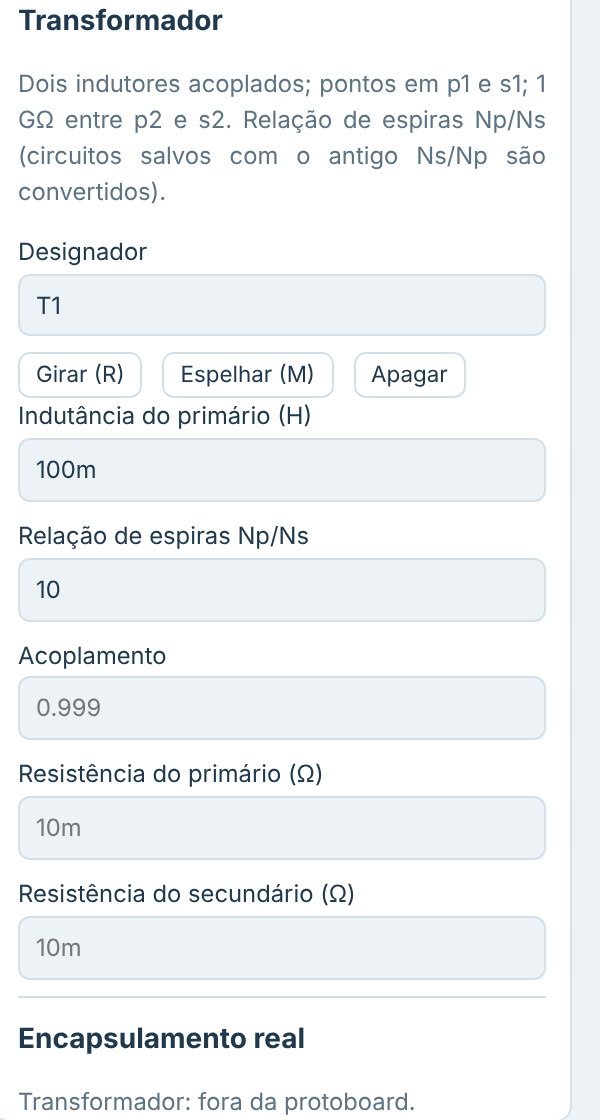 Transformador
Dois indutores acoplados; pontos em p1 e s1; 1
GΩ entre p2 e s2. Relação de espiras Np/Ns
(circuitos salvos com o antigo Ns/Np são
convertidos).
Designador
T1
Girar (R) Espelhar (M) Apagar
Indutância do primário (H)
100m
Relação de espiras Np/Ns
10
Acoplamento
0.999
Resistência do primário (Ω)
10m
Resistência do secundário (Ω)
10m
Encapsulamento real
Transformador: fora da protoboard.